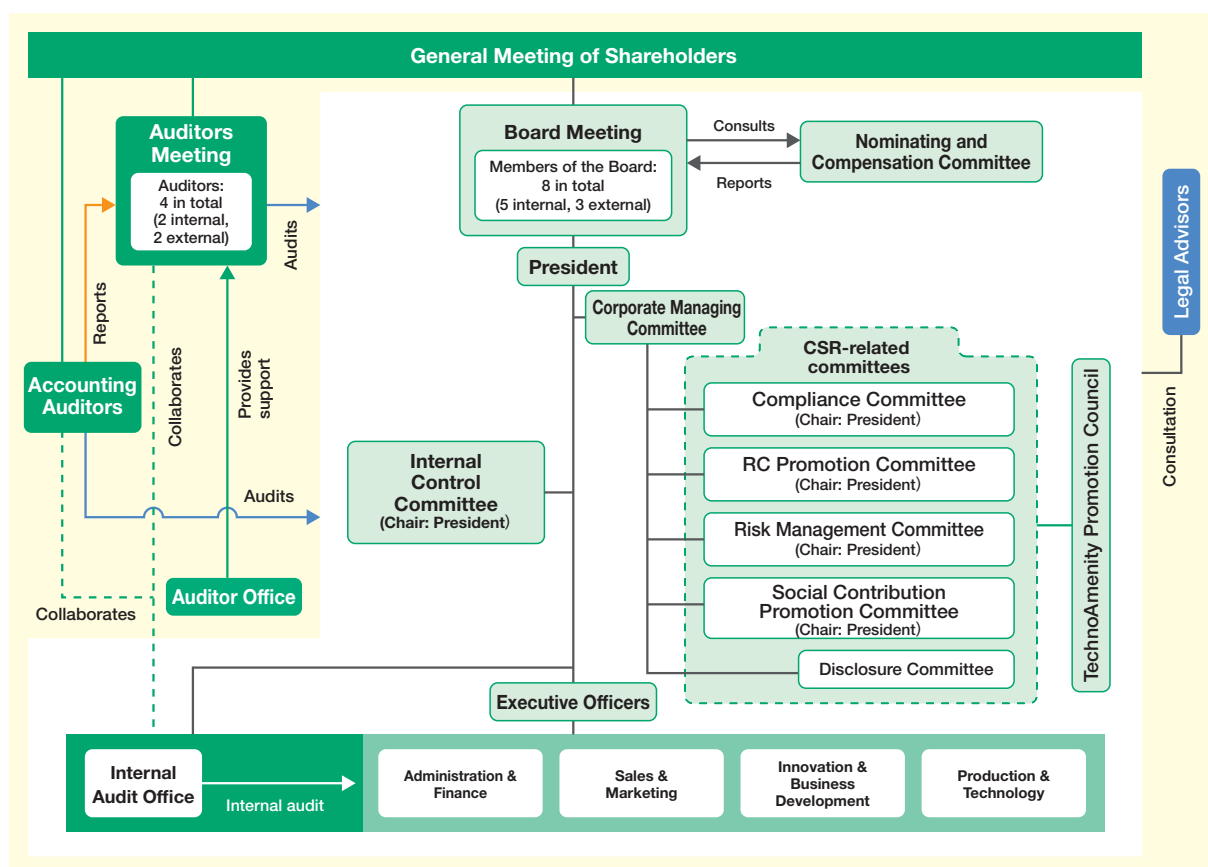 General Meeting of Shareholders
Auditors
Meeting
Auditors:
4 in total
(2 internal,
2 external)
Audits
Reports
Accounting
Auditors
Collaborates
Provides
support
Audits
Auditor Office
Collaborates
Board Meeting
Members of the Board:
8 in total
(5 internal, 3 external)
Consults
Reports
Nominating and
Compensation Committee
President
Corporate Managing
Committee
Internal
Control
Committee
(Chair: President)
CSR-related
committees
Compliance Committee
(Chair: President)
RC Promotion Committee
(Chair: President)
Risk Management Committee
(Chair: President)
Social Contribution
Promotion Committee
(Chair: President)
Disclosure Committee
TechnoAmenity Promotion Council
Legal Advisors
Consultation
Executive Officers
Internal
Audit Office
Internal audit
Administration &
Finance
Sales &
Marketing
Innovation &
Business
Development
Production &
Technology